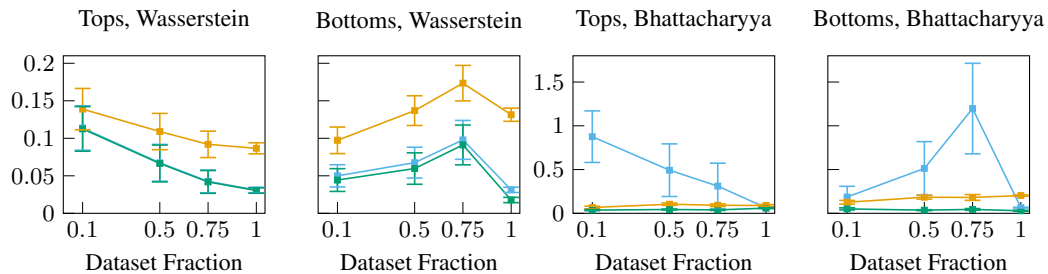 Tops, Wasserstein
Bottoms, Wasserstein
Tops, Bhattacharyya
Bottoms, Bhattacharyya
0.2
0.15
0.1
0.05
0
1.5
1
0.5
0
0.1 0.5 0.75 1
0.1 0.5 0.75 1
0.1 0.5 0.75 1
0.1 0.5 0.75 1
Dataset Fraction
Dataset Fraction
Dataset Fraction
Dataset Fraction